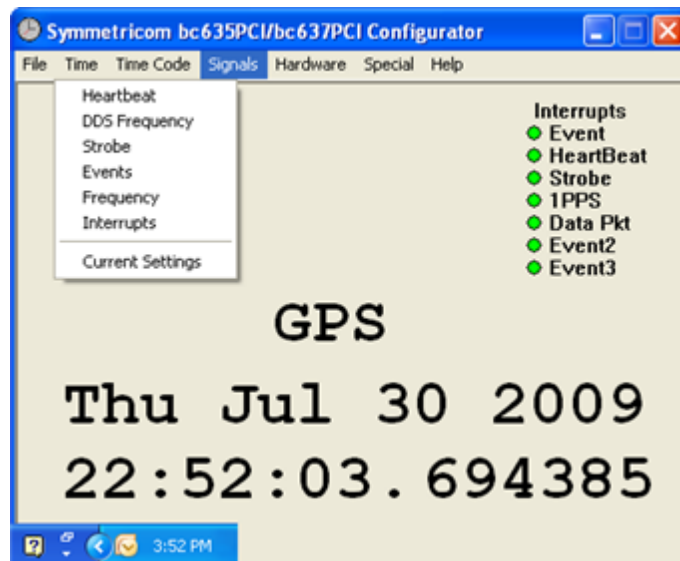 Symmetricom bc635PCI/bc637PCI Configurator
File Time Time Code Signals Hardware Special Help
Heartbeat
DDS Frequency
Strobe
Events
Frequency
Interrupts
Current Settings
Interrupts
Event
HeartBeat
Strobe
1PPS
Data Pkt
Event2
Event3
GPS
Thu Jul 30 2009
22:52:03.694385
3:52 PM